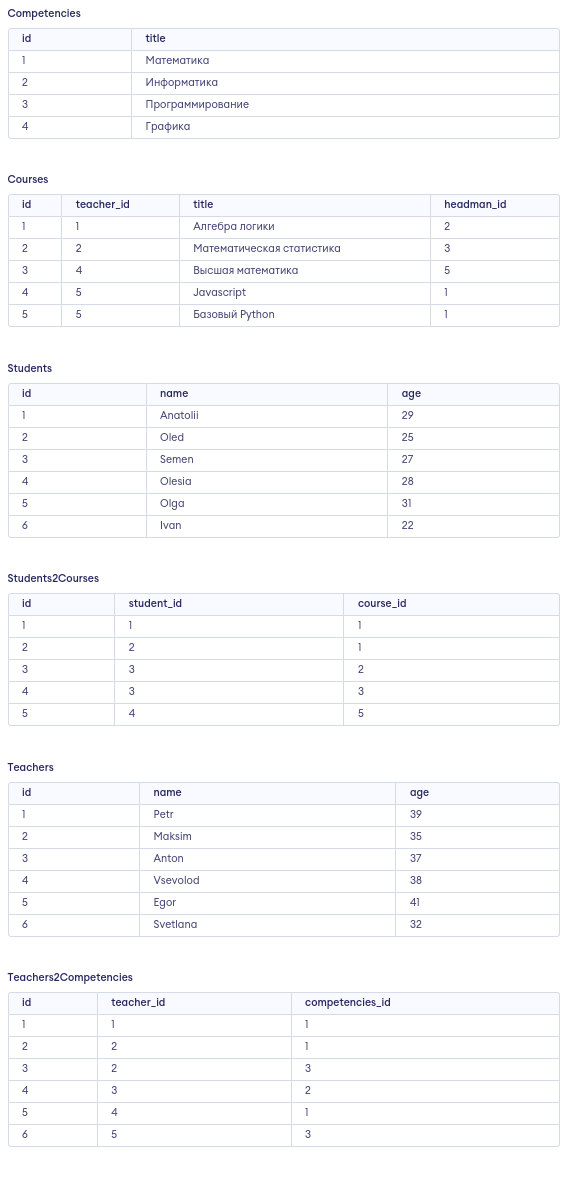 Competencies
id title
1 Математика
2 Информатика
3 Программирование
4 Графика
Courses
id teacher_id title headman_id
1 1 Алгебра логики 2
2 2 Математическая статистика 3
3 4 Высшая математика 5
4 5 Javascript 1
5 5 Базовый Python 1
Students
id name age
1 Anatolii 29
2 Oled 25
3 Semen 27
4 Olesia 28
5 Olga 31
6 Ivan 22
Students2Courses
id student_id course_id
1 1 1
2 2 1
3 3 2
4 3 3
5 4 5
Teachers
id name age
1 Petr 39
2 Maksim 35
3 Anton 37
4 Vsevolod 38
5 Egor 41
6 Svetlana 32
Teachers2Competencies
id teacher_id competencies_id
1 1 1
2 2 1
3 2 3
4 3 2
5 4 1
6 5 3